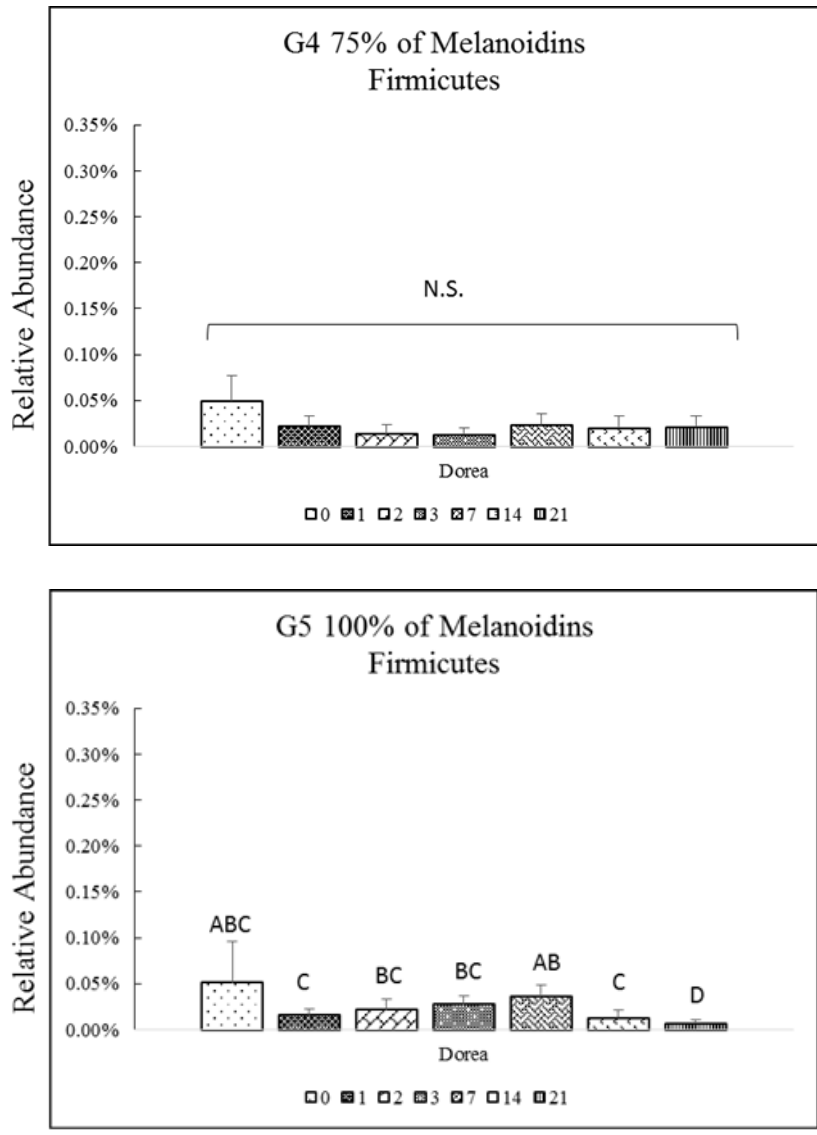 G4 75% of Melanoidins
Firmicutes
Relative Abundance
0.35%
0.30%
0.25%
0.20%
0.15%
0.10%
0.05%
0.00%
N.S.
Dorea
0 1 2 3 7 14 21
G5 100% of Melanoidins
Firmicutes
Relative Abundance
0.35%
0.30%
0.25%
0.20%
0.15%
0.10%
0.05%
0.00%
ABC C BC BC AB C D
Dorea
0 1 2 3 7 14 21